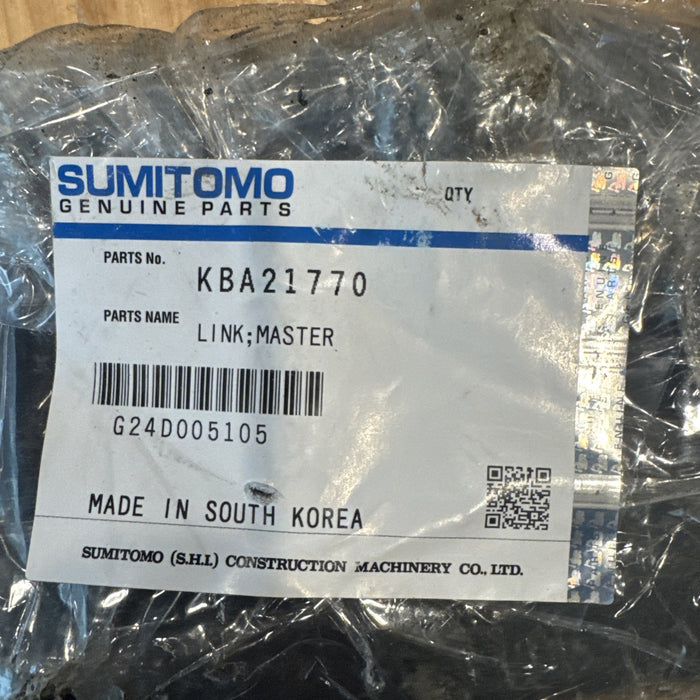 SUMITOMO
GENUINE PARTS
QTY
PARTS No.
KBA21770
PARTS NAME
LINK;MASTER
G24D005105
MADE IN SOUTH KOREA
SUMITOMO (S.H.I.) CONSTRUCTION MACHINERY CO., LTD.